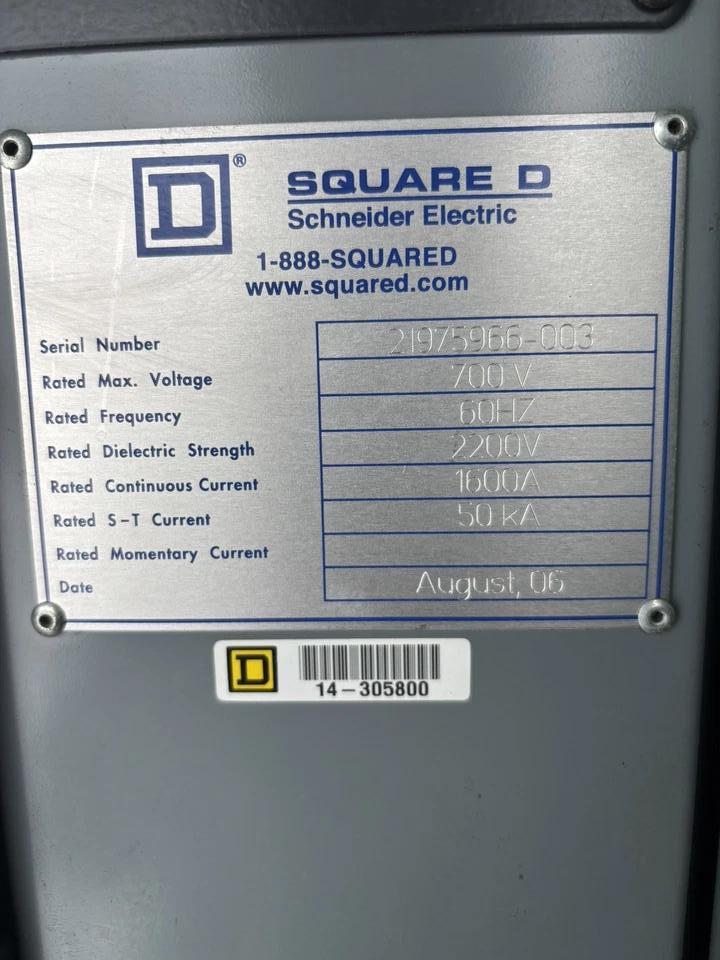 D®
SQUARE D
Schneider Electric
1-888-SQUARED
www.squared.com
Serial Number 21975966-003
Rated Max. Voltage 700 V
Rated Frequency 60HZ
Rated Dielectric Strength 2200V
Rated Continuous Current 1600A
Rated S-T Current 50 kA
Rated Momentary Current
Date August, 06
D
14-305800